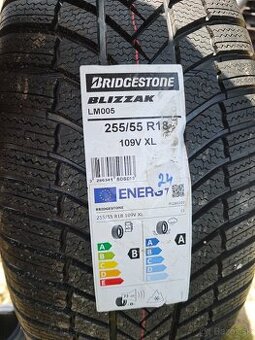 BRIDGESTONE
BLIZZAK
LM005
255/55 R18
109V XL
24
ENERG
BRIDGESTONE
255/55 R18 109V XL
A
B
C
D
E
B
A
B
C
D
E
A